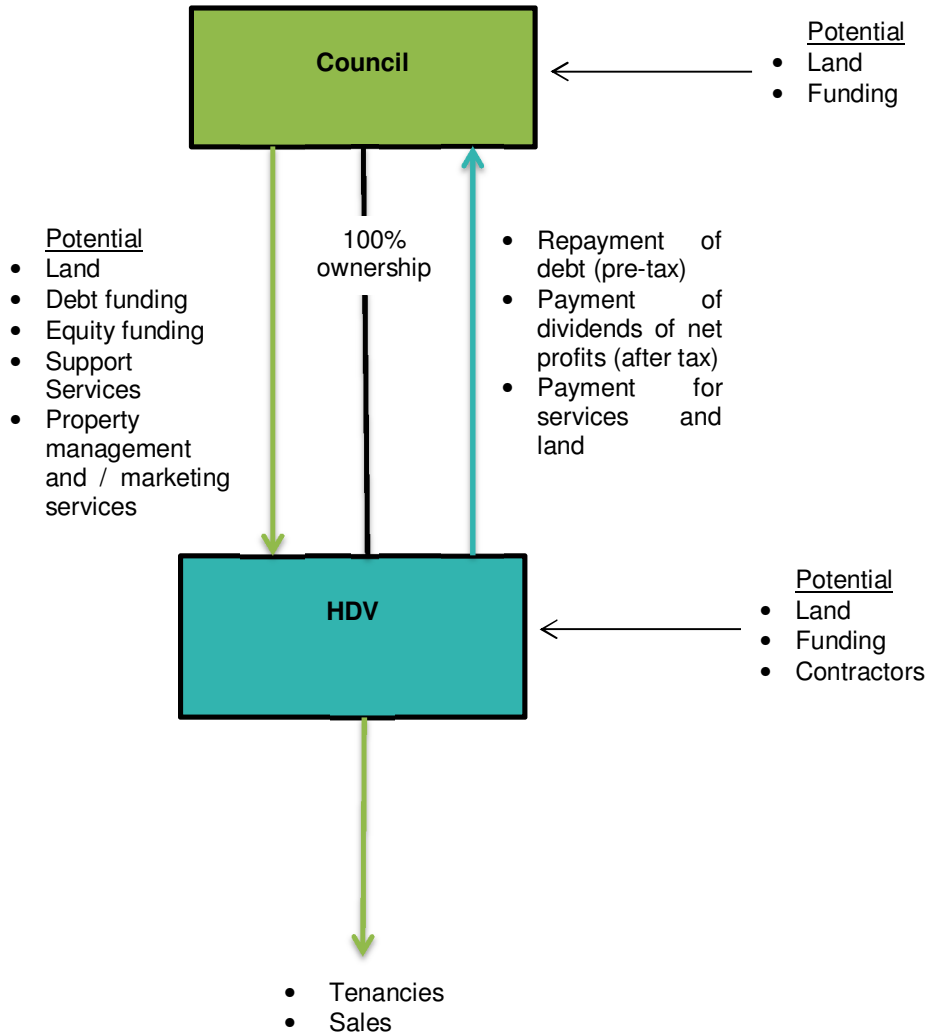 Council
Potential
• Land
• Funding
Potential
• Land
• Debt funding
• Equity funding
• Support
Services
• Property
management
and / marketing
services
100%
ownership
• Repayment of
debt (pre-tax)
• Payment of
dividends of net
profits (after tax)
• Payment for
services and
land
HDV
Potential
• Land
• Funding
• Contractors
• Tenancies
• Sales